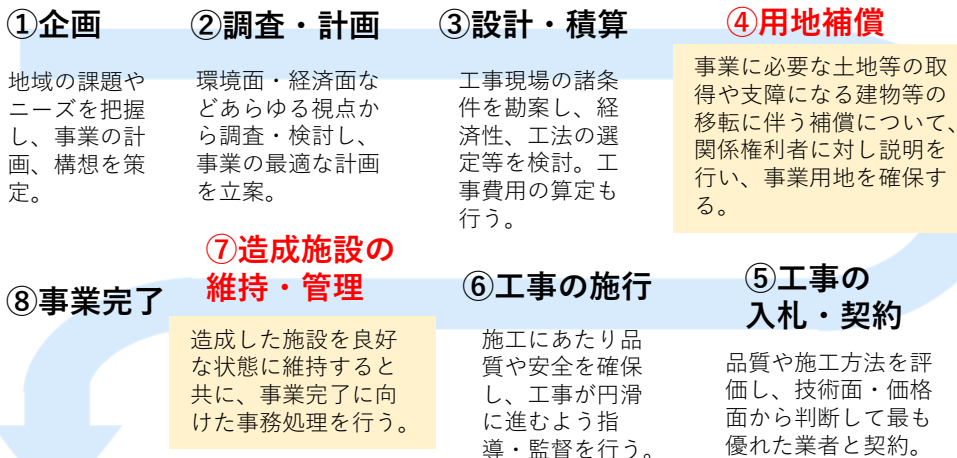 ①企画
地域の課題や
ニーズを把握
し、事業の計
画、構想を策
定。
②調査・計画
環境面・経済面な
どあらゆる視点か
ら調査・検討し、
事業の最適な計画
を立案。
③設計・積算
工事現場の諸条
件を勘案し、経
済性、工法の選
定等を検討。工
事費用の算定も
行う。
④用地補償
事業に必要な土地等の取
得や支障になる建物等の
移転に伴う補償について、
関係権利者に対し説明を
行い、事業用地を確保す
る。
⑤工事の
入札・契約
品質や施工方法を評
価し、技術面・価格
面から判断して最も
優れた業者と契約。
⑥工事の施行
施工にあたり品
質や安全を確保
し、工事が円滑
に進むよう指
導・監督を行う。
⑦造成施設の
維持・管理
造成した施設を良好
な状態に維持すると
共に、事業完了に向
けた事務処理を行う。
⑧事業完了